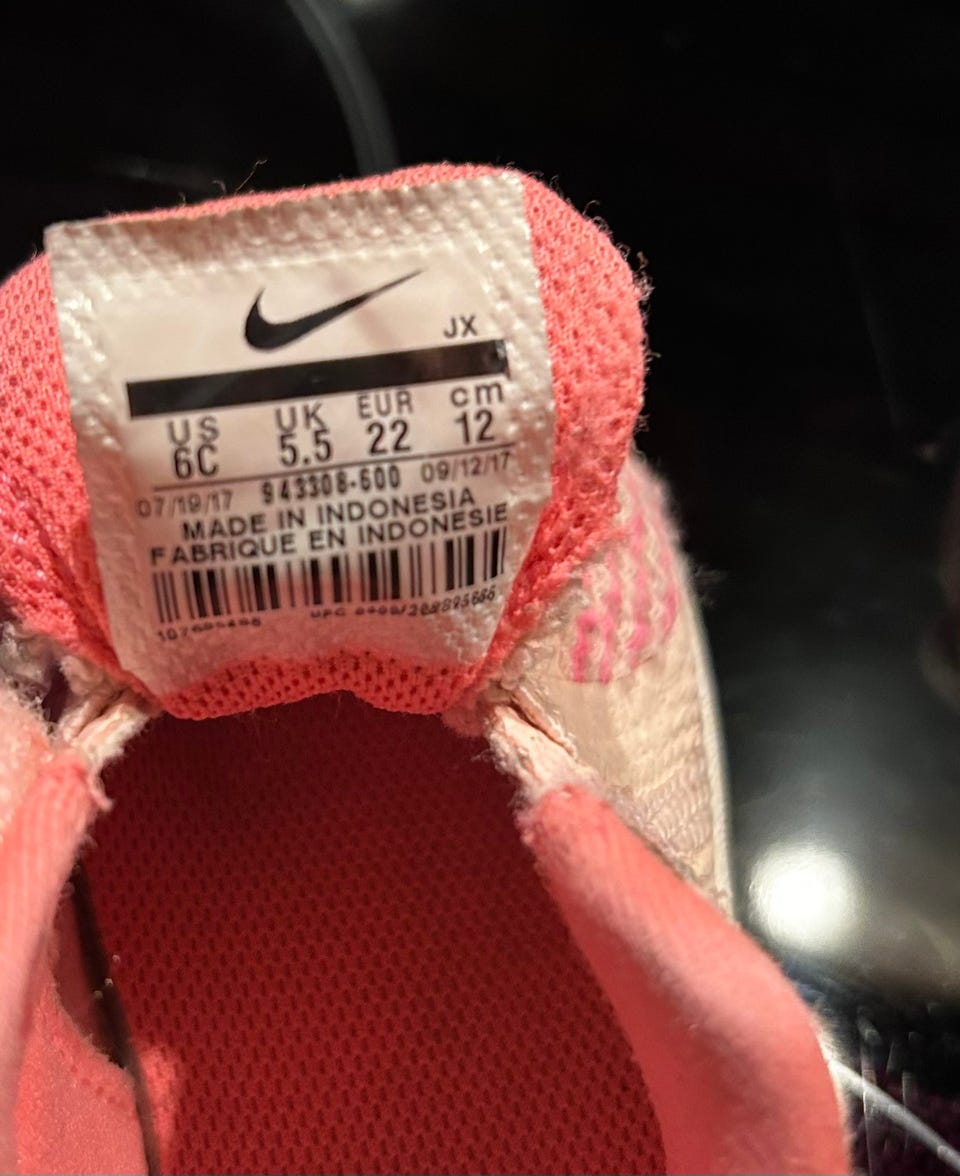 JX
US UK EUR cm
6C 5.5 22 12
07/19/17 943308-600 09/12/17
MADE IN INDONESIA
FABRIQUE EN INDONESIE
UPC